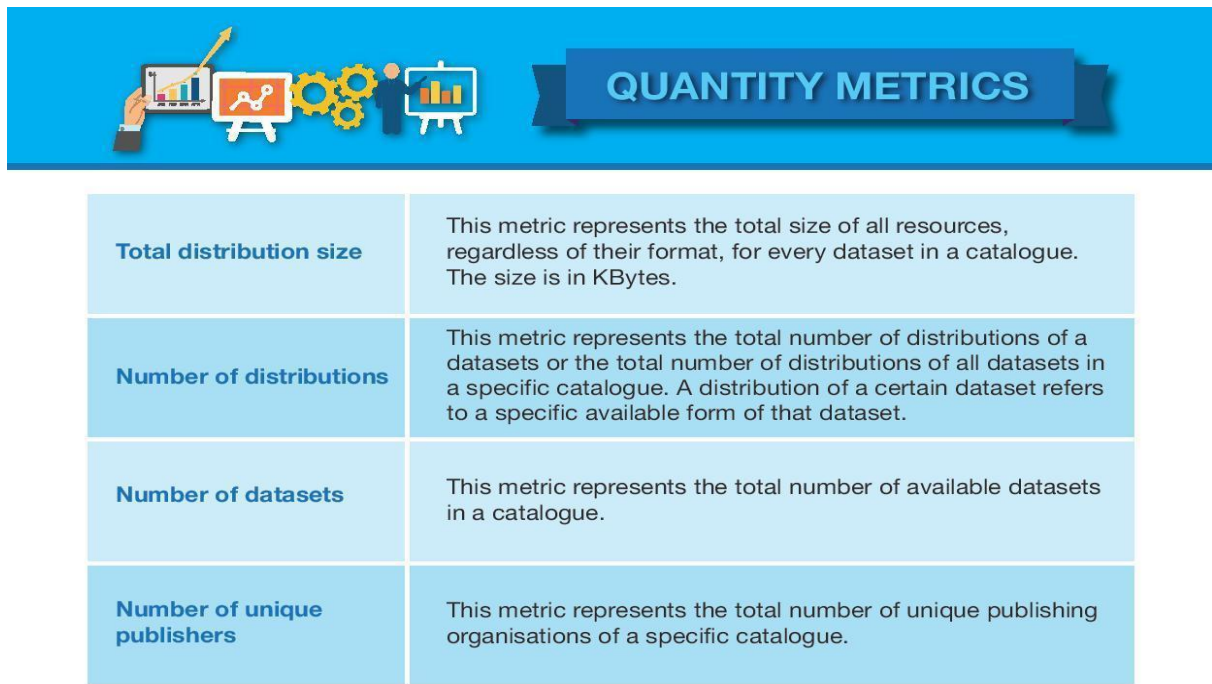 QUANTITY METRICS
Total distribution size
This metric represents the total size of all resources,
regardless of their format, for every dataset in a catalogue.
The size is in KBytes.
Number of distributions
This metric represents the total number of distributions of a
datasets or the total number of distributions of all datasets in
a specific catalogue. A distribution of a certain dataset refers
to a specific available form of that dataset.
Number of datasets
This metric represents the total number of available datasets
in a catalogue.
Number of unique
publishers
This metric represents the total number of unique publishing
organisations of a specific catalogue.